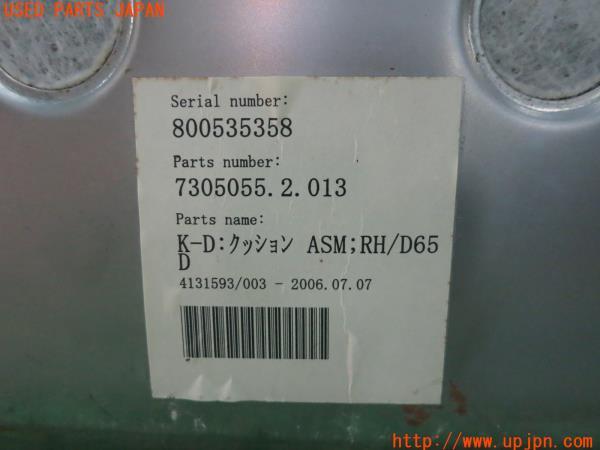 USED PARTS JAPAN
Serial number:
800535358
Parts number:
7305055.2.013
Parts name:
K-D:クッション ASM;RH/D65
D
4131593/003 - 2006.07.07
http://www.upjpn.com/